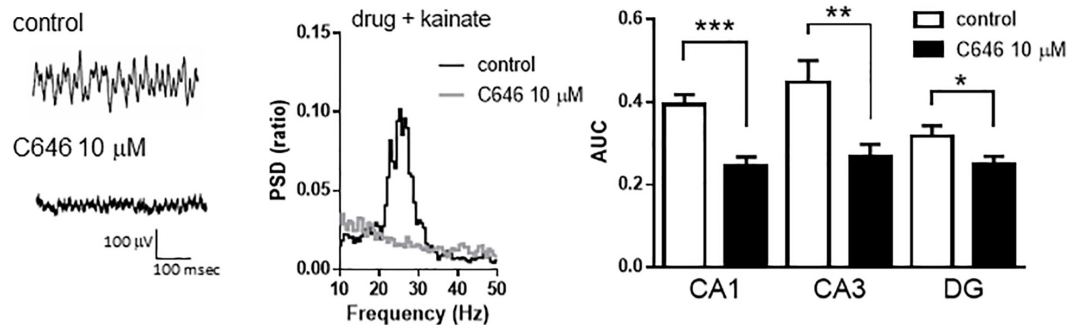 control
C646 10 µM
100 µV
100 msec
drug + kainate
control
C646 10 µM
PSD (ratio)
0.15
0.10
0.05
0.00
10 20 30 40 50
Frequency (Hz)
control
C646 10 µM
AUC
0.6
0.4
0.2
0.0
***
**
*
CA1 CA3 DG